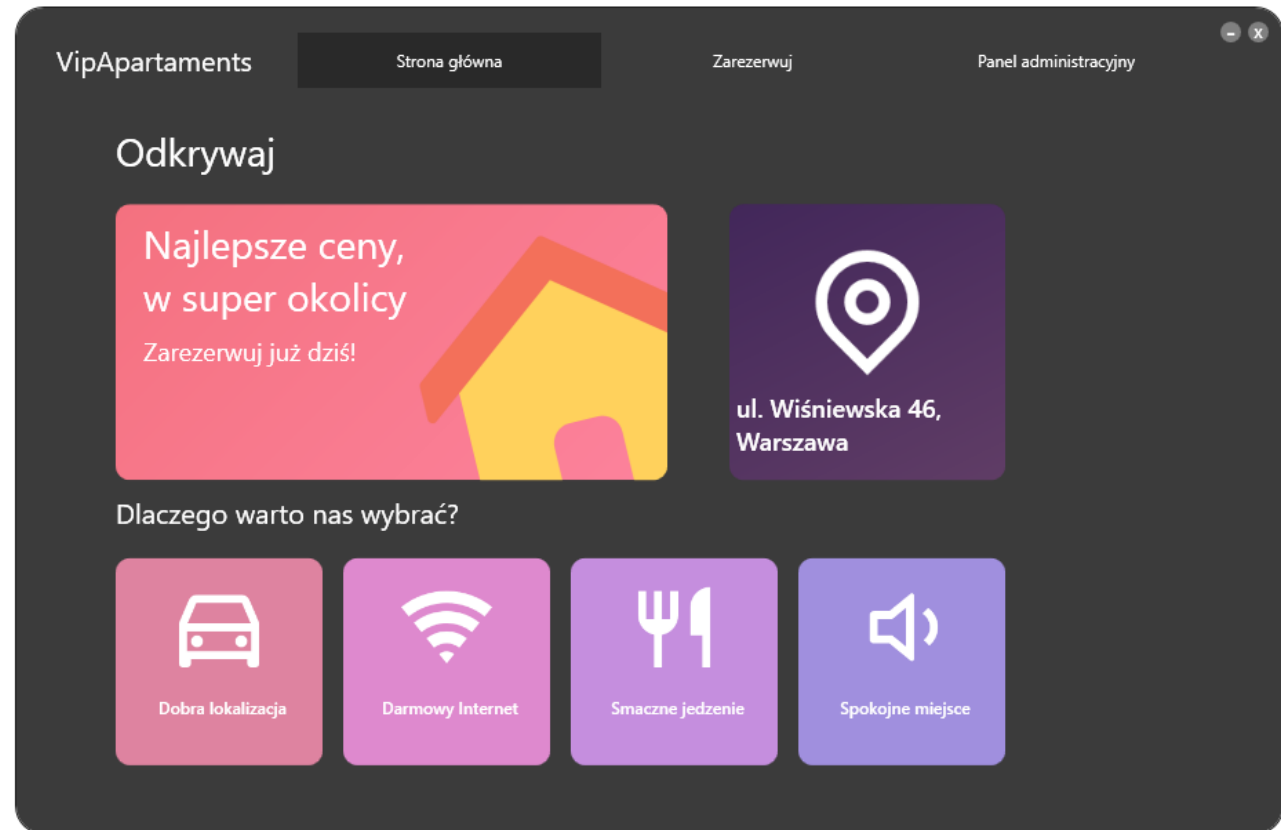 VipApartaments
Strona główna
Zarezerwuj
Panel administracyjny
-
x
Odkrywaj
Najlepsze ceny,
w super okolicy
Zarezerwuj już dziś!
ul. Wiśniewska 46,
Warszawa
Dlaczego warto nas wybrać?
Dobra lokalizacja
Darmowy Internet
Smaczne jedzenie
Spokojne miejsce